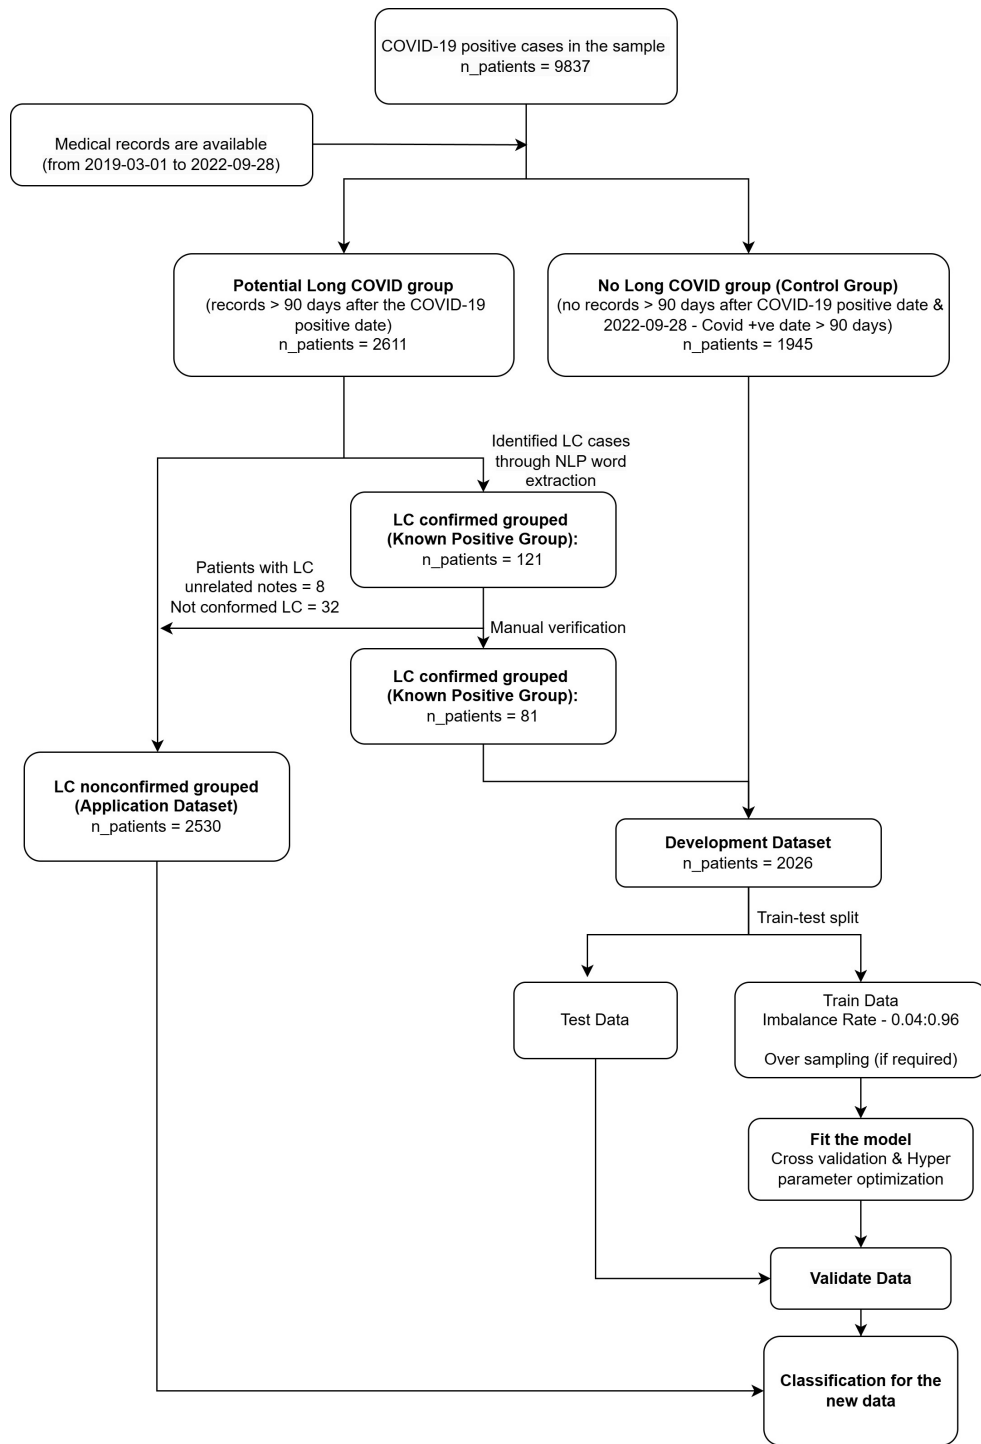 COVID-19 positive cases in the sample
n_patients = 9837
Medical records are available
(from 2019-03-01 to 2022-09-28)
Potential Long COVID group
(records > 90 days after the COVID-19
positive date)
n_patients = 2611
No Long COVID group (Control Group)
(no records > 90 days after COVID-19 positive date &
2022-09-28 - Covid +ve date > 90 days)
n_patients = 1945
Identified LC cases
through NLP word
extraction
LC confirmed grouped
(Known Positive Group):
n_patients = 121
Patients with LC
unrelated notes = 8
Not conformed LC = 32
Manual verification
LC confirmed grouped
(Known Positive Group):
n_patients = 81
LC nonconfirmed grouped
(Application Dataset)
n_patients = 2530
Development Dataset
n_patients = 2026
Train-test split
Test Data
Train Data
Imbalance Rate - 0.04:0.96
Over sampling (if required)
Fit the model
Cross validation & Hyper
parameter optimization
Validate Data
Classification for the
new data